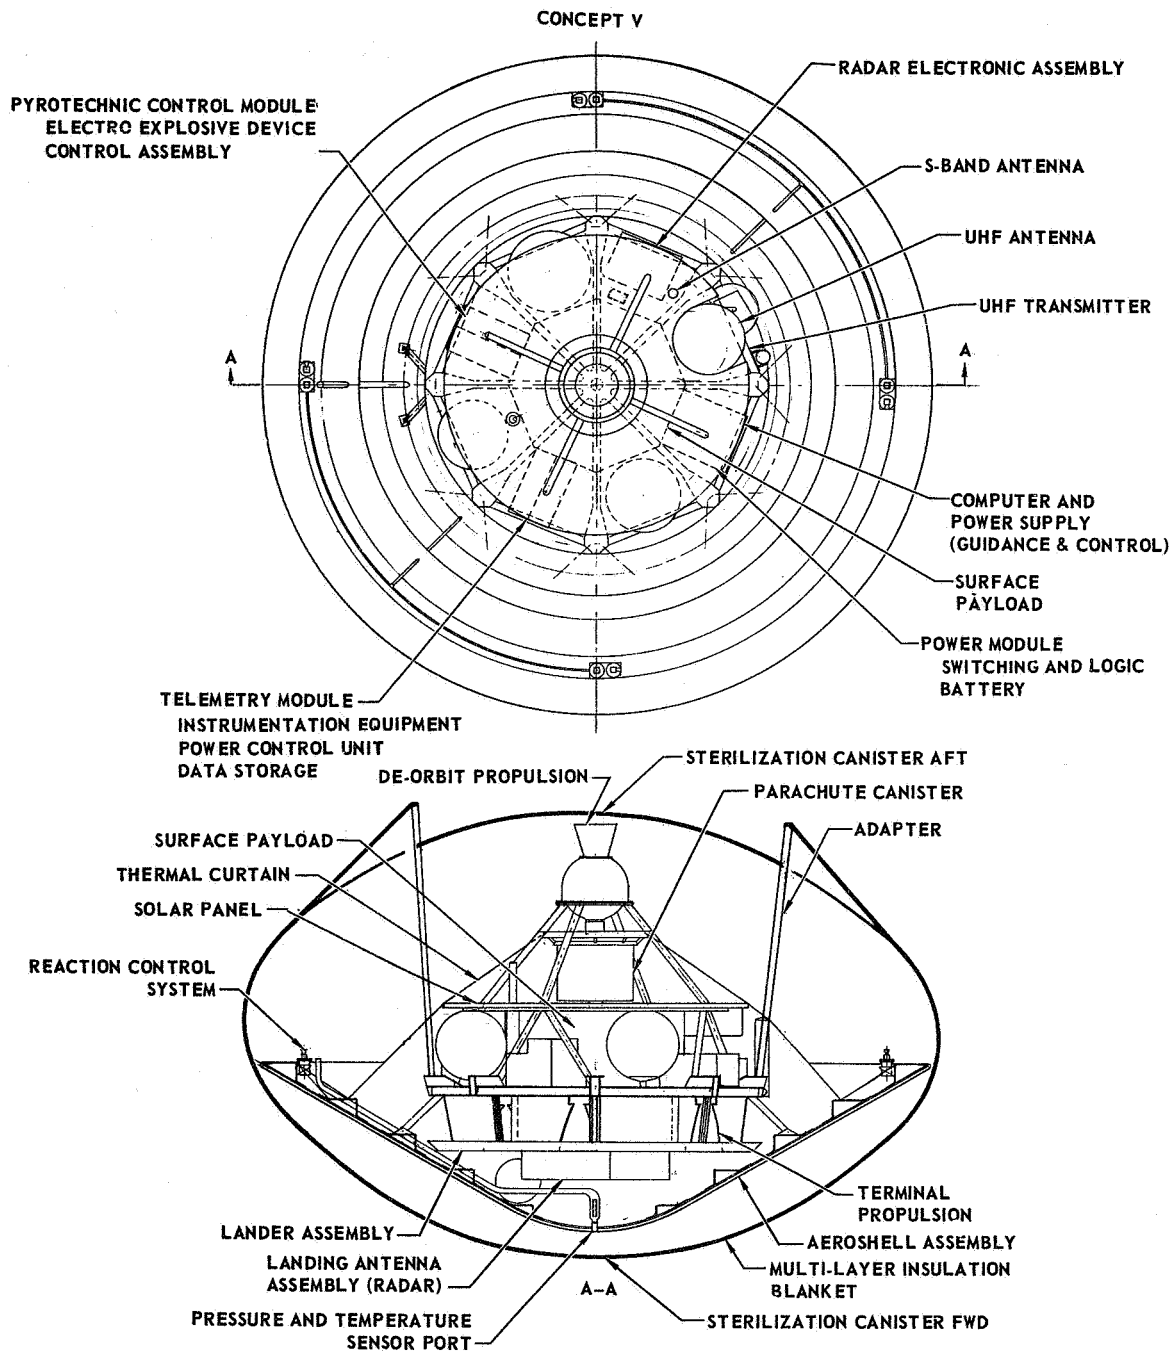 CONCEPT V
RADAR ELECTRONIC ASSEMBLY
PYROTECHNIC CONTROL MODULE
ELECTRO EXPLOSIVE DEVICE
CONTROL ASSEMBLY
S-BAND ANTENNA
UHF ANTENNA
UHF TRANSMITTER
A
A
COMPUTER AND
POWER SUPPLY
(GUIDANCE & CONTROL)
SURFACE
PAYLOAD
POWER MODULE
SWITCHING AND LOGIC
BATTERY
TELEMETRY MODULE
INSTRUMENTATION EQUIPMENT
POWER CONTROL UNIT
DATA STORAGE
DE-ORBIT PROPULSION
STERILIZATION CANISTER AFT
PARACHUTE CANISTER
ADAPTER
SURFACE PAYLOAD
THERMAL CURTAIN
SOLAR PANEL
REACTION CONTROL
SYSTEM
TERMINAL
PROPULSION
LANDER ASSEMBLY
AEROSHELL ASSEMBLY
LANDING ANTENNA
ASSEMBLY (RADAR)
MULTI-LAYER INSULATION
BLANKET
A-A
PRESSURE AND TEMPERATURE
SENSOR PORT
STERILIZATION CANISTER FWD